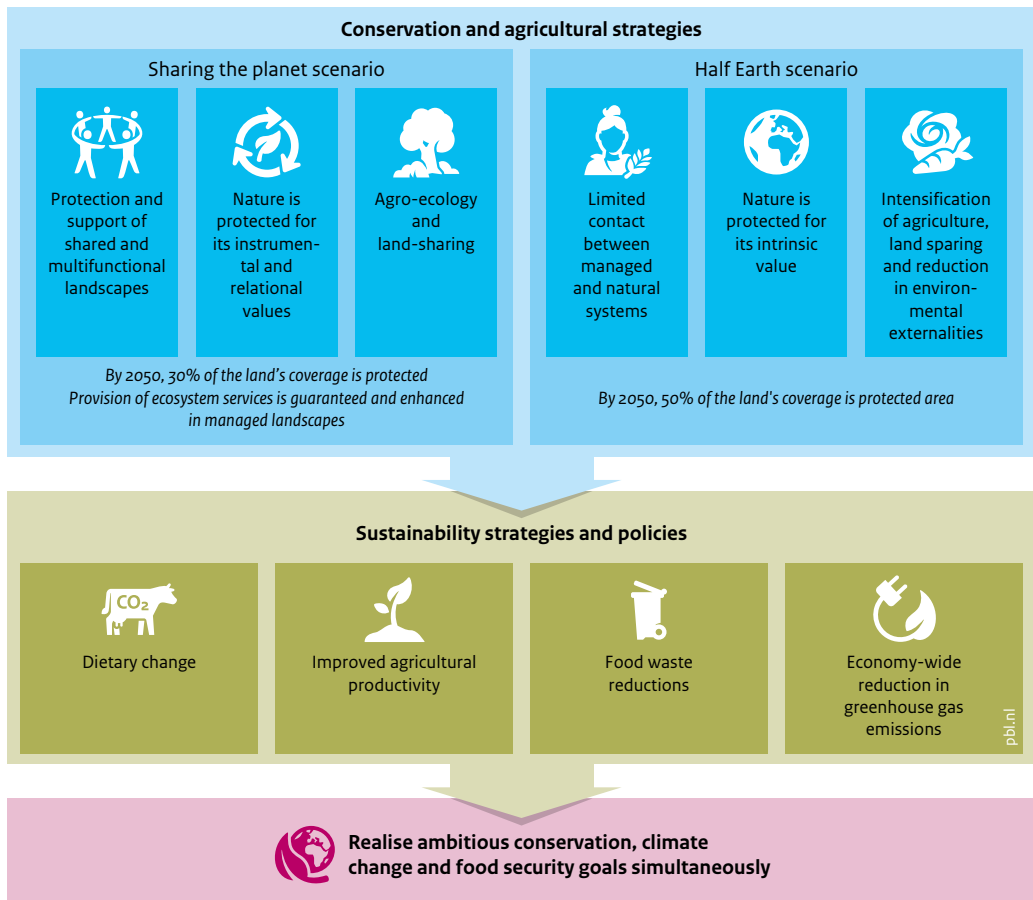 Conservation and agricultural strategies
Sharing the planet scenario
Protection and
support of
shared and
multifunctional
landscapes
Nature is
protected for
its instrumen-
tal and
relational
values
Agro-ecology
and
land-sharing
By 2050, 30% of the land's coverage is protected
Provision of ecosystem services is guaranteed and enhanced
in managed landscapes
Half Earth scenario
Limited
contact
between
managed
and natural
systems
Nature is
protected for
its intrinsic
value
Intensification
of agriculture,
land sparing
and reduction
in environ-
mental
externalities
By 2050, 50% of the land's coverage is protected area
Sustainability strategies and policies
CO₂
Dietary change
Improved agricultural
productivity
Food waste
reductions
Economy-wide
reduction in
greenhouse gas
emissions
pbl.nl
Realise ambitious conservation, climate
change and food security goals simultaneously